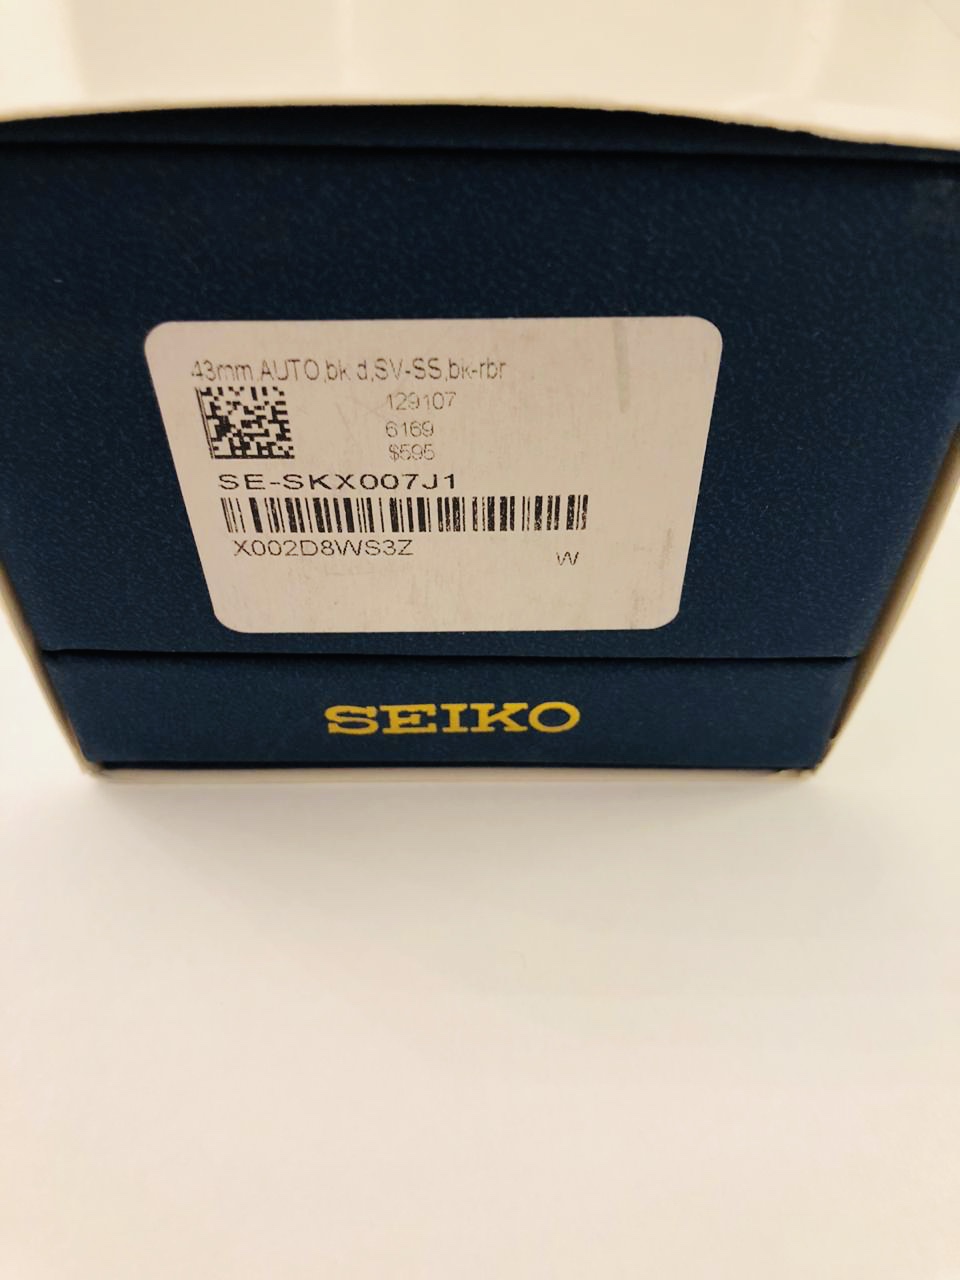 43mm,AUTO,bk d,SV-SS,bk-rbr
129107
6169
$595
SE-SKX007J1
X002D8WS3Z
W
SEIKO